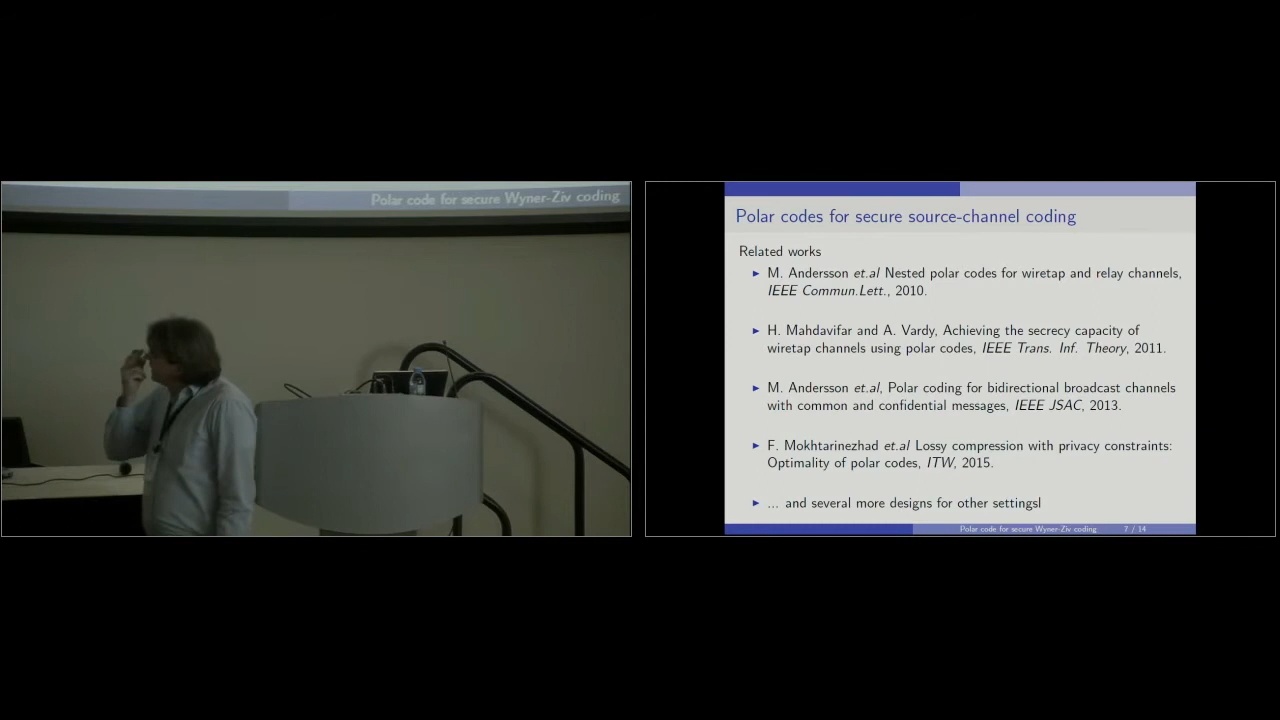 Polar code for secure Wyner-Ziv coding
Polar codes for secure source-channel coding
Related works
► M. Andersson et.al Nested polar codes for wiretap and relay channels,
IEEE Commun.Lett., 2010.
► H. Mahdavifar and A. Vardy, Achieving the secrecy capacity of
wiretap channels using polar codes, IEEE Trans. Inf. Theory, 2011.
► M. Andersson et.al, Polar coding for bidirectional broadcast channels
with common and confidential messages, IEEE JSAC, 2013.
► F. Mokhtarinezhad et.al Lossy compression with privacy constraints:
Optimality of polar codes, ITW, 2015.
► ... and several more designs for other settingsl
Polar code for secure Wyner-Ziv coding 7 / 14